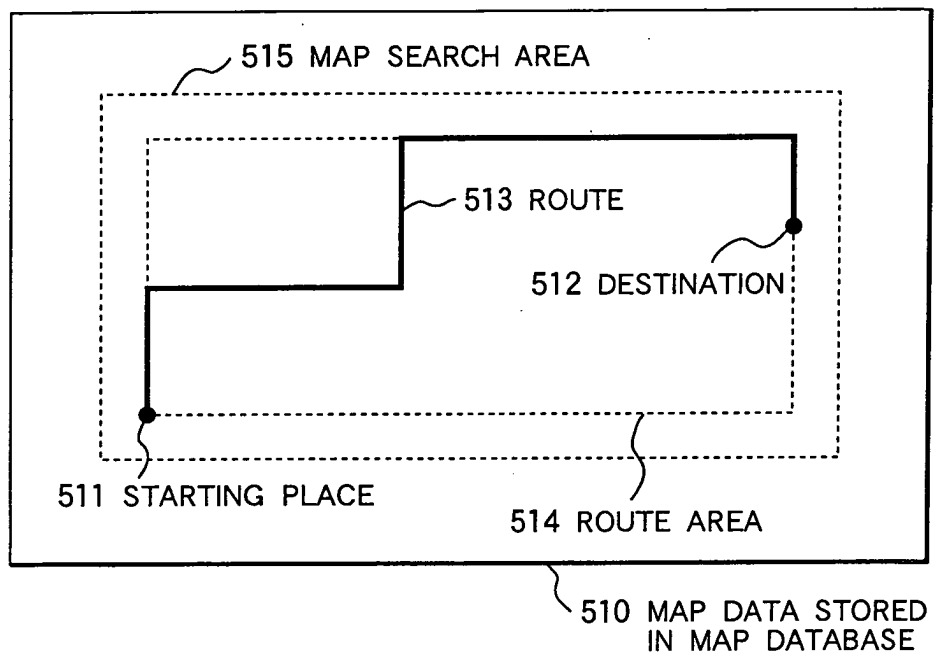 515 MAP SEARCH AREA
513 ROUTE
512 DESTINATION
511 STARTING PLACE
514 ROUTE AREA
510 MAP DATA STORED
IN MAP DATABASE